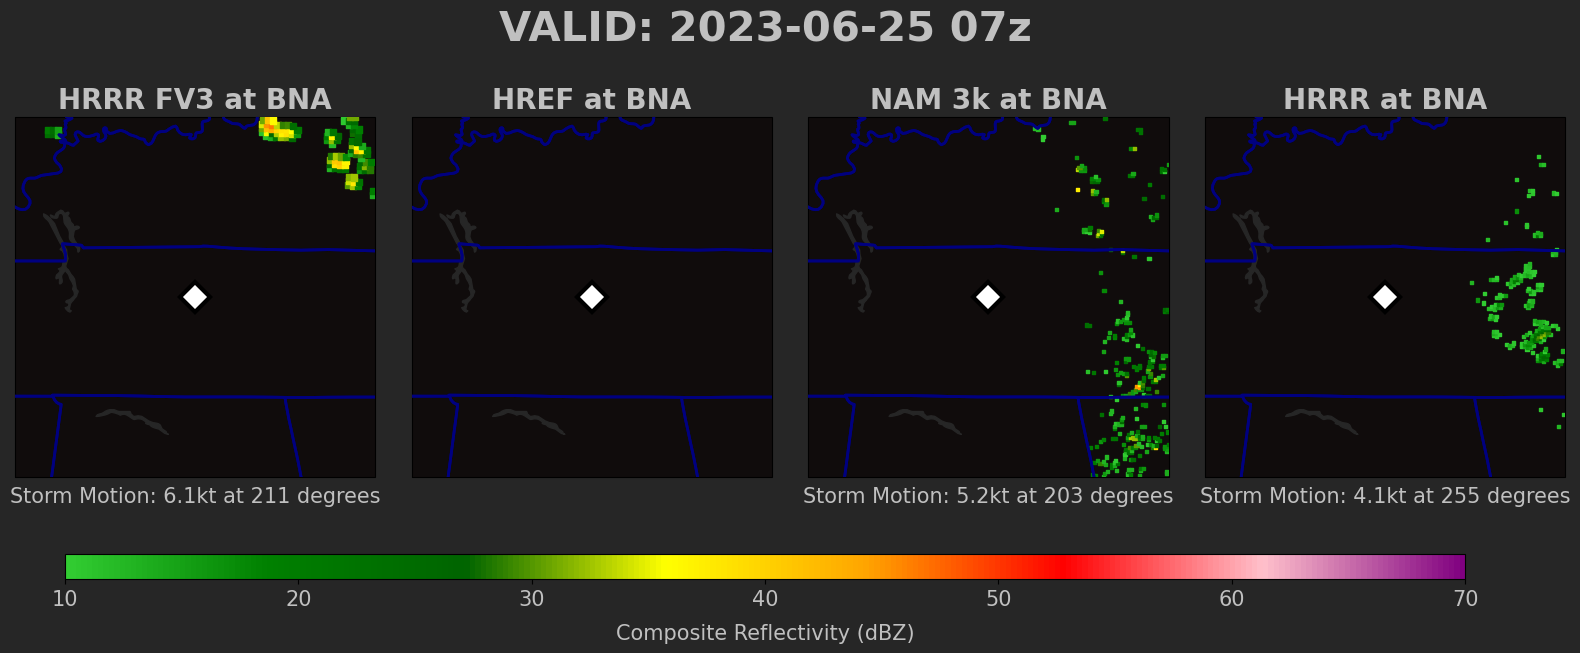 VALID: 2023-06-25 07z
HRRR FV3 at BNA
HREF at BNA
NAM 3k at BNA
HRRR at BNA
Storm Motion: 6.1kt at 211 degrees
Storm Motion: 5.2kt at 203 degrees
Storm Motion: 4.1kt at 255 degrees
10 20 30 40 50 60 70
Composite Reflectivity (dBZ)